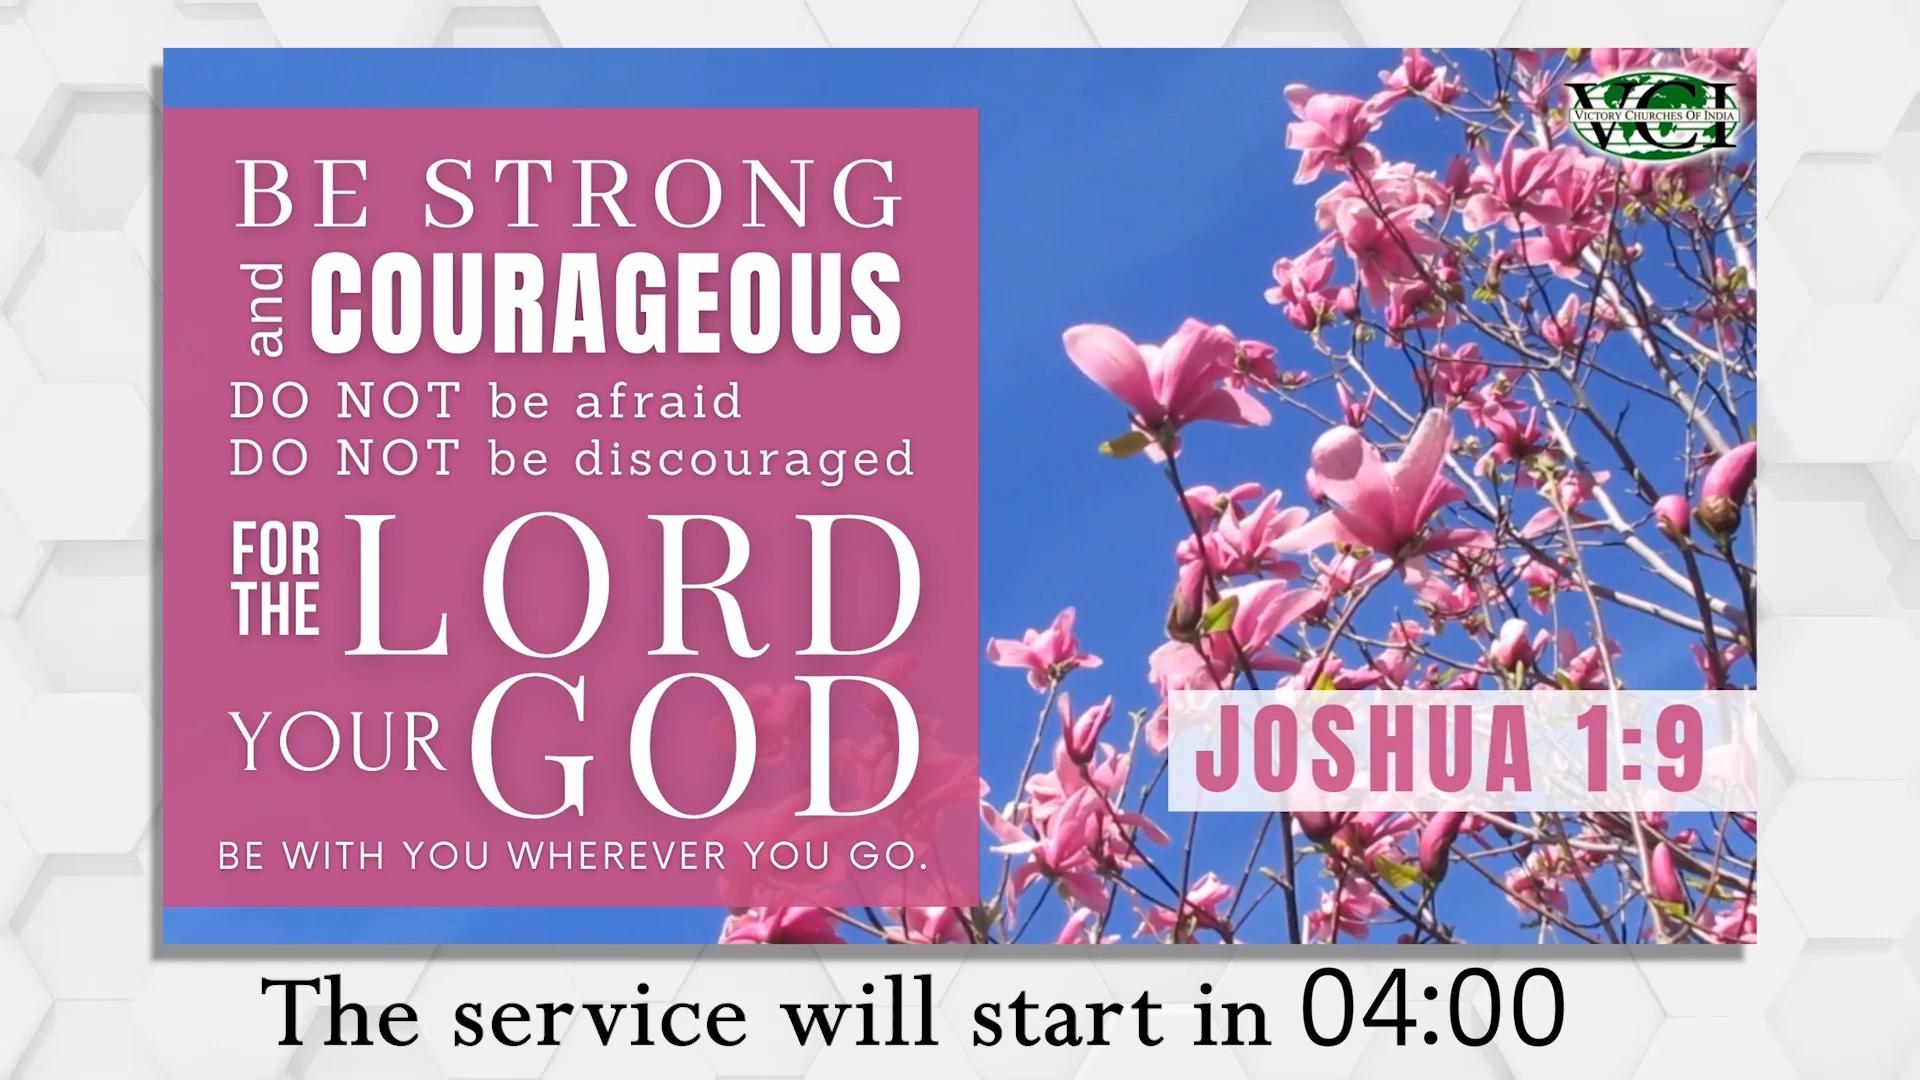 VCI
VICTORY CHURCHES OF INDIA
BE STRONG
and COURAGEOUS
DO NOT be afraid
DO NOT be discouraged
FOR THE LORD
YOUR GOD
BE WITH YOU WHEREVER YOU GO.
JOSHUA 1:9
The service will start in 04:00